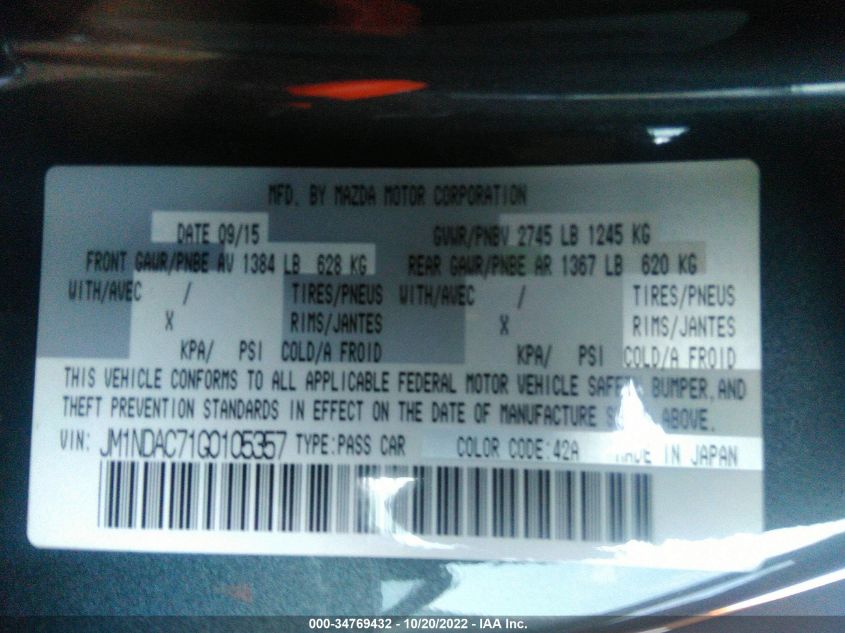 MFD. BY MAZDA MOTOR CORPORATION
DATE 09/15 GVWR/PNBV 2745 LB 1245 KG
FRONT GAWR/PNBE AV 1384 LB 628 KG REAR GAWR/PNBE AR 1367 LB 620 KG
WITH/AVEC / TIRES/PNEUS WITH/AVEC / TIRES/PNEUS
X RIMS/JANTES X RIMS/JANTES
KPA/ PSI COLD/A FROID KPA/ PSI COLD/A FROID
THIS VEHICLE CONFORMS TO ALL APPLICABLE FEDERAL MOTOR VEHICLE BUMPER, AND
THEFT PREVENTION STANDARDS IN EFFECT ON THE DATE OF MANUFACTURE ABOVE.
VIN: JM1NDAC71G0105357 TYPE:PASS CAR COLOR CODE:42A MADE IN JAPAN
000-34769432 - 10/20/2022 - IAA Inc.